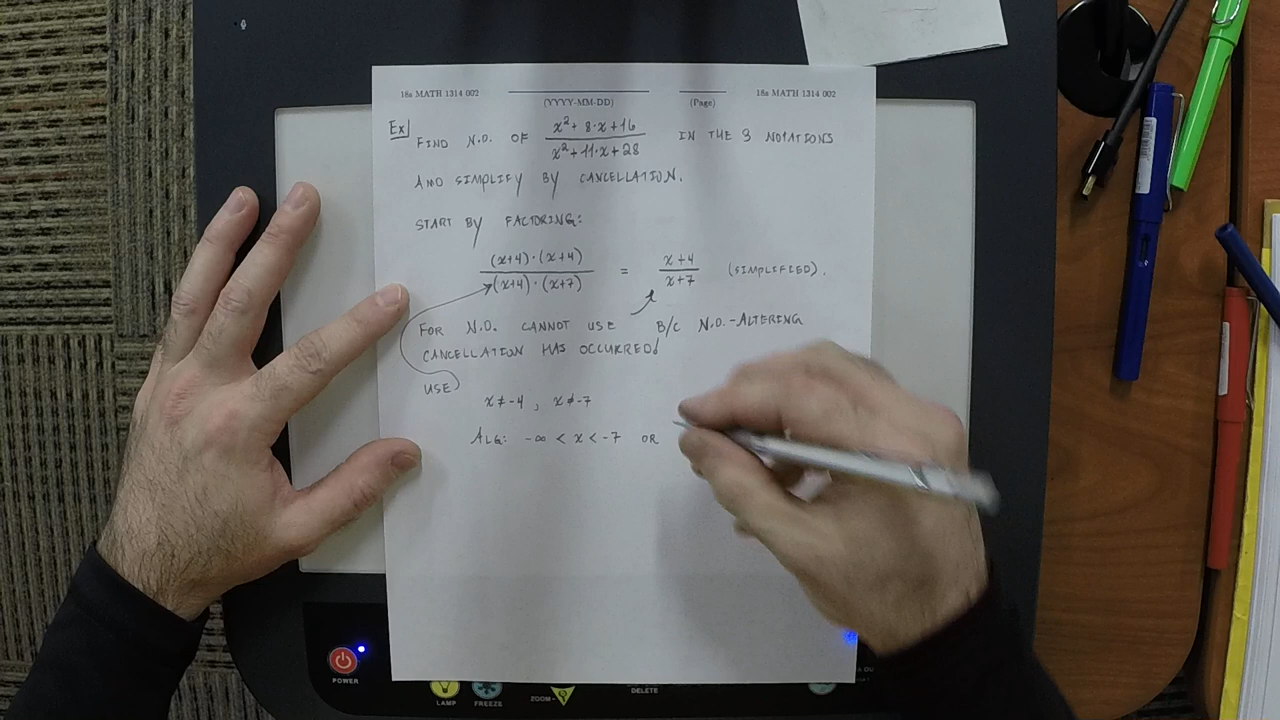 18a MATH 1314 002 (YYYY-MM-DD) (Page) 18a MATH 1314 002
Ex] FIND N.D. OF (x²+8·x+16)/(x²+11·x+28) IN THE 3 NOTATIONS
AND SIMPLIFY BY CANCELLATION.
START BY FACTORING:
((x+4)·(x+4))/((x+4)·(x+7)) = (x+4)/(x+7) (SIMPLIFIED).
FOR N.D. CANNOT USE B/C N.D.-ALTERING
CANCELLATION HAS OCCURRED!
USE
x≠-4, x≠-7
ALG: -∞ < x < -7 OR
POWER
LAMP
FREEZE
ZOOM-
DELETE